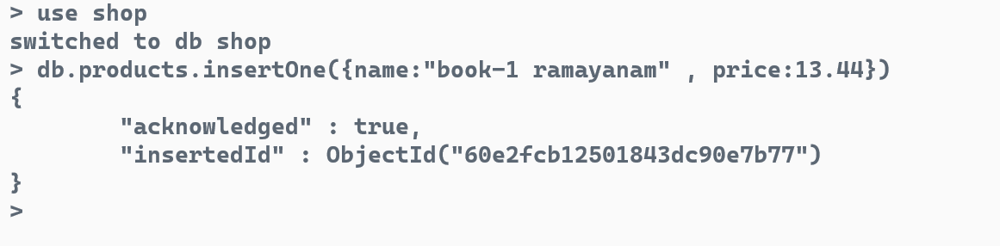 > use shop
switched to db shop
> db.products.insertOne({name:"book-1 ramayanam" , price:13.44})
{
        "acknowledged" : true,
        "insertedId" : ObjectId("60e2fcb12501843dc90e7b77")
}
>